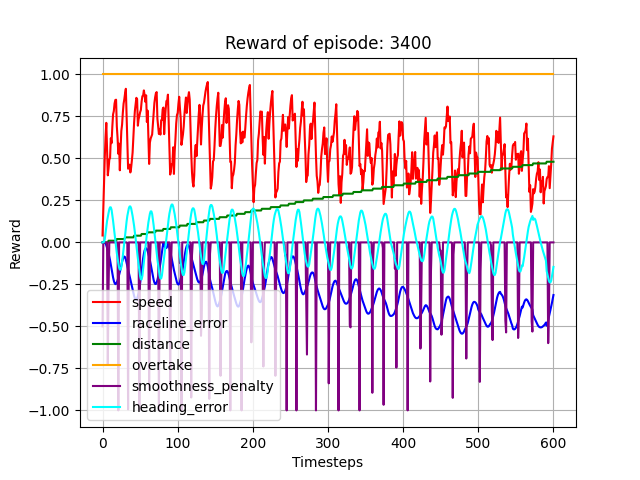 Reward of episode: 3400
1.00
0.75
0.50
0.25
0.00
−0.25
−0.50
−0.75
−1.00
Reward
speed
raceline_error
distance
overtake
smoothness_penalty
heading_error
0 100 200 300 400 500 600
Timesteps